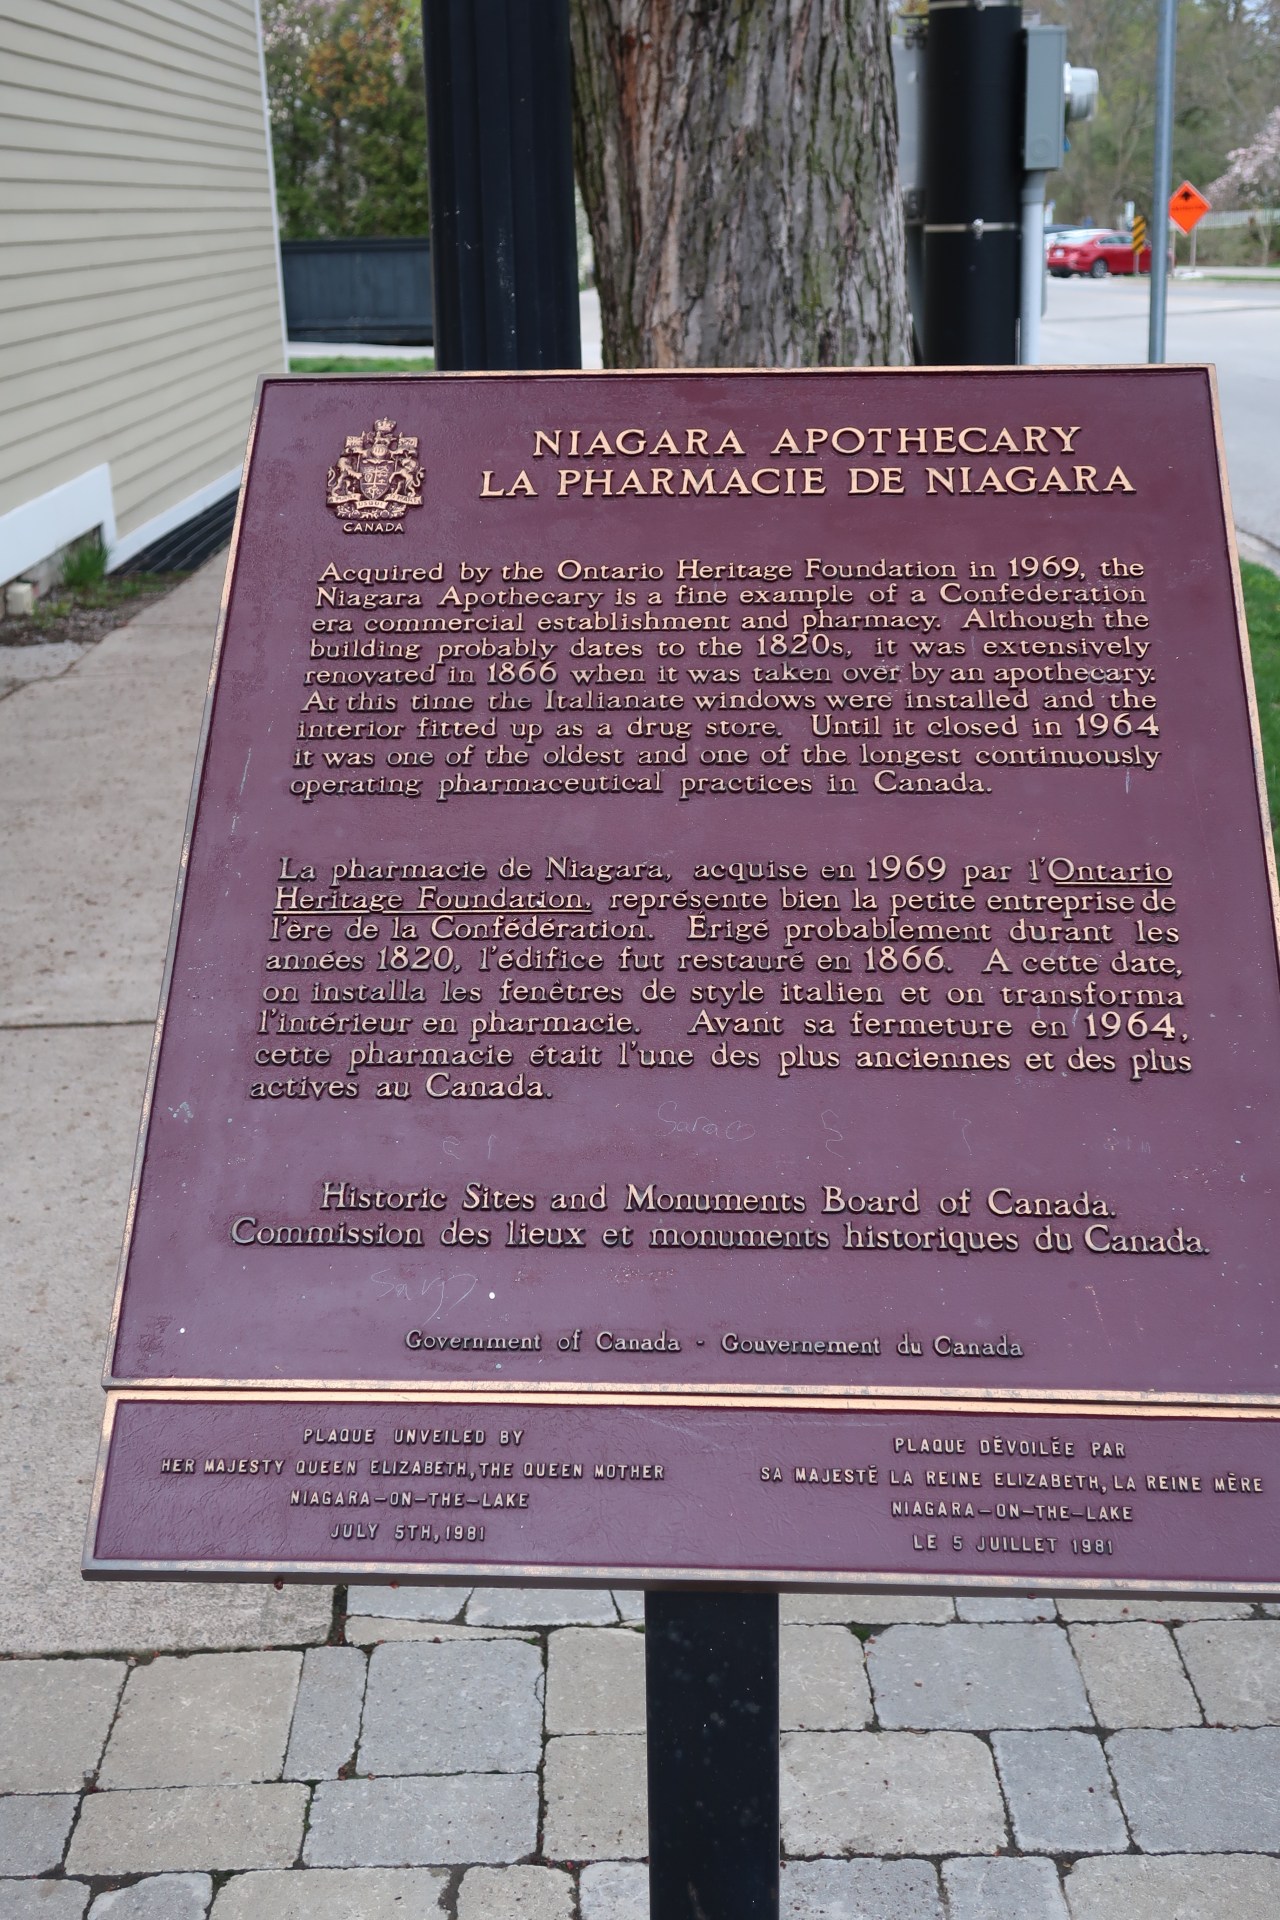 NIAGARA APOTHECARY
LA PHARMACIE DE NIAGARA
CANADA
Acquired by the Ontario Heritage Foundation in 1969, the
Niagara Apothecary is a fine example of a Confederation
era commercial establishment and pharmacy. Although the
building probably dates to the 1820s, it was extensively
renovated in 1866 when it was taken over by an apothecary.
At this time the Italianate windows were installed and the
interior fitted up as a drug store. Until it closed in 1964
it was one of the oldest and one of the longest continuously
operating pharmaceutical practices in Canada.
La pharmacie de Niagara, acquise en 1969 par l'Ontario
Heritage Foundation, représente bien la petite entreprise de
l'ère de la Confédération. Érigé probablement durant les
années 1820, l'édifice fut restauré en 1866. A cette date,
on installa les fenêtres de style italien et on transforma
l'intérieur en pharmacie. Avant sa fermeture en 1964,
cette pharmacie était l'une des plus anciennes et des plus
actives au Canada.
Sara
Historic Sites and Monuments Board of Canada.
Commission des lieux et monuments historiques du Canada.
Government of Canada - Gouvernement du Canada
PLAQUE UNVEILED BY
HER MAJESTY QUEEN ELIZABETH, THE QUEEN MOTHER
NIAGARA-ON-THE-LAKE
JULY 5TH, 1981
PLAQUE DÉVOILÉE PAR
SA MAJESTÉ LA REINE ELIZABETH, LA REINE MÈRE
NIAGARA-ON-THE-LAKE
LE 5 JUILLET 1981